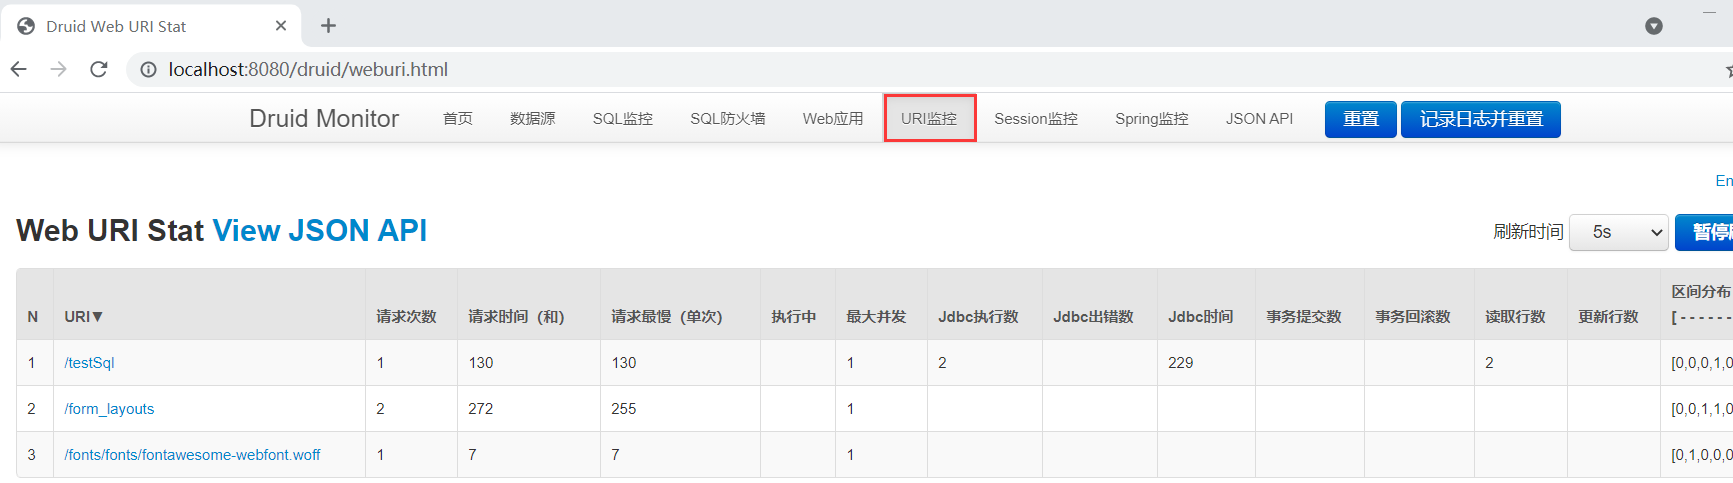 Druid Web URI Stat
localhost:8080/druid/weburi.html
Druid Monitor 首页 数据源 SQL监控 SQL防火墙 Web应用 URI监控 Session监控 Spring监控 JSON API 重置 记录日志并重置
En
Web URI Stat View JSON API 刷新时间 5s 暂停
N URI▼ 请求次数 请求时间（和） 请求最慢（单次） 执行中 最大并发 Jdbc执行数 Jdbc出错数 Jdbc时间 事务提交数 事务回滚数 读取行数 更新行数 区间分布
[ - - - - - -
1 /testSql 1 130 130 1 2 229 2 [0,0,0,1,0
2 /form_layouts 2 272 255 1 [0,0,1,1,0
3 /fonts/fonts/fontawesome-webfont.woff 1 7 7 1 [0,1,0,0,0